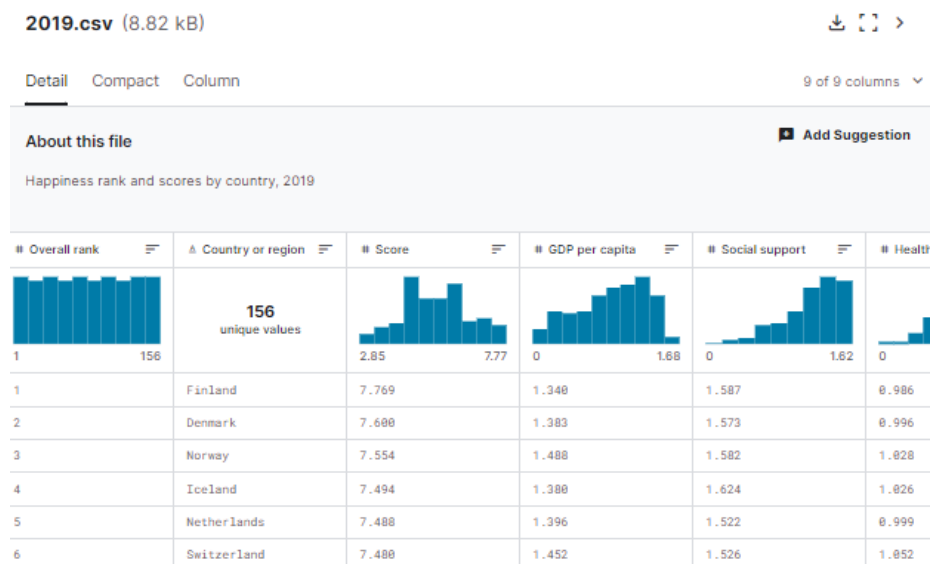 2019.csv (8.82 kB)
Detail Compact Column 9 of 9 columns
About this file
Add Suggestion
Happiness rank and scores by country, 2019
# Overall rank Country or region # Score # GDP per capita # Social support # Health
156
unique values
1 156 2.85 7.77 0 1.68 0 1.62 0
1 Finland 7.769 1.340 1.587 0.986
2 Denmark 7.600 1.383 1.573 0.996
3 Norway 7.554 1.488 1.582 1.028
4 Iceland 7.494 1.380 1.624 1.026
5 Netherlands 7.488 1.396 1.522 0.999
6 Switzerland 7.480 1.452 1.526 1.052